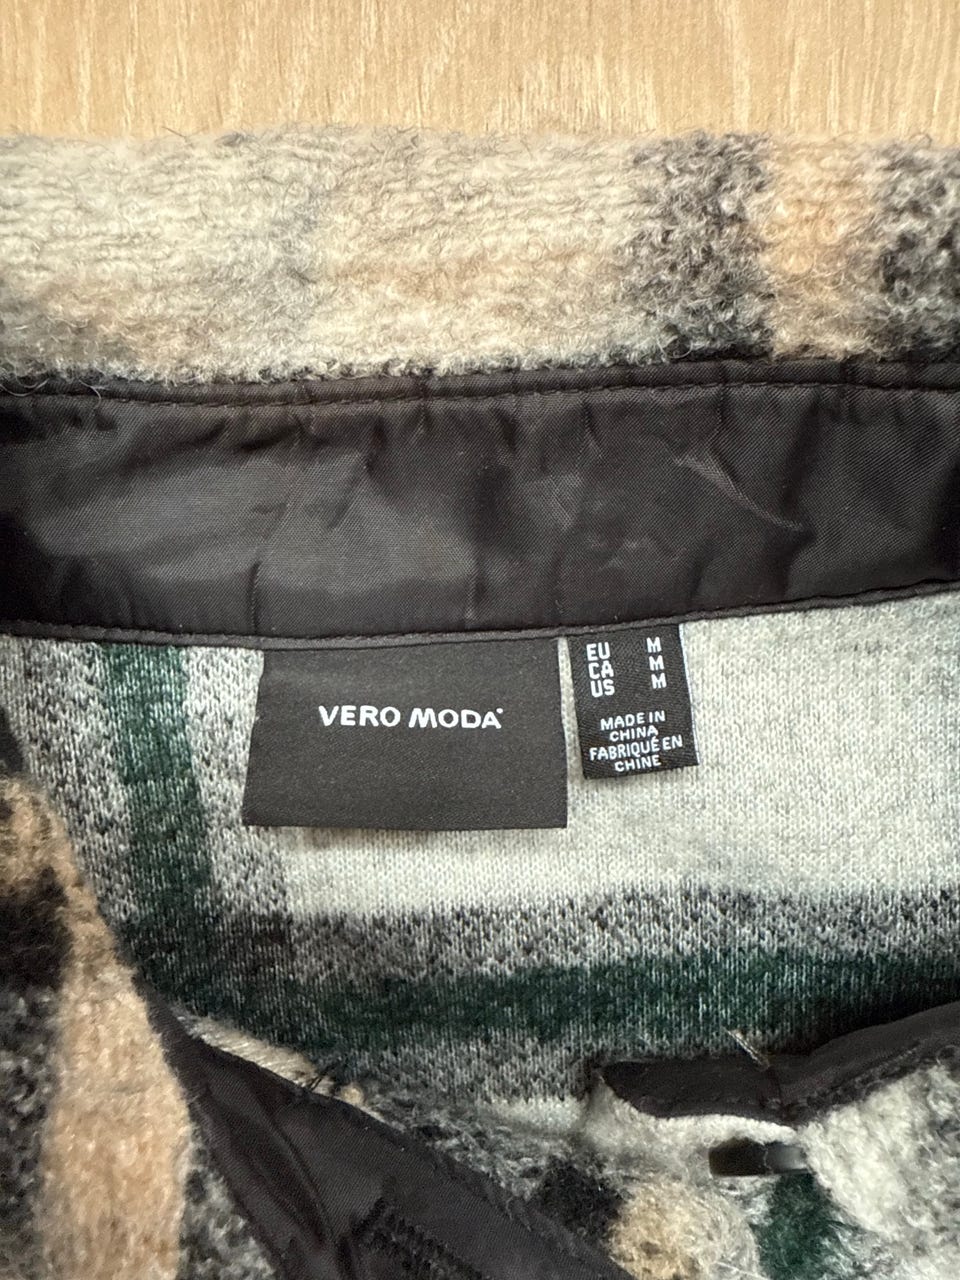 VERO MODA
EU M
CA M
US M
MADE IN
CHINA
FABRIQUÉ EN
CHINE